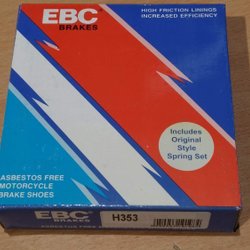 EBC
BRAKES
HIGH FRICTION LININGS
INCREASED EFFICIENCY
Includes
Original
Style
Spring Set
ASBESTOS FREE
MOTORCYCLE
BRAKE SHOES
EBC
BRAKES
H353